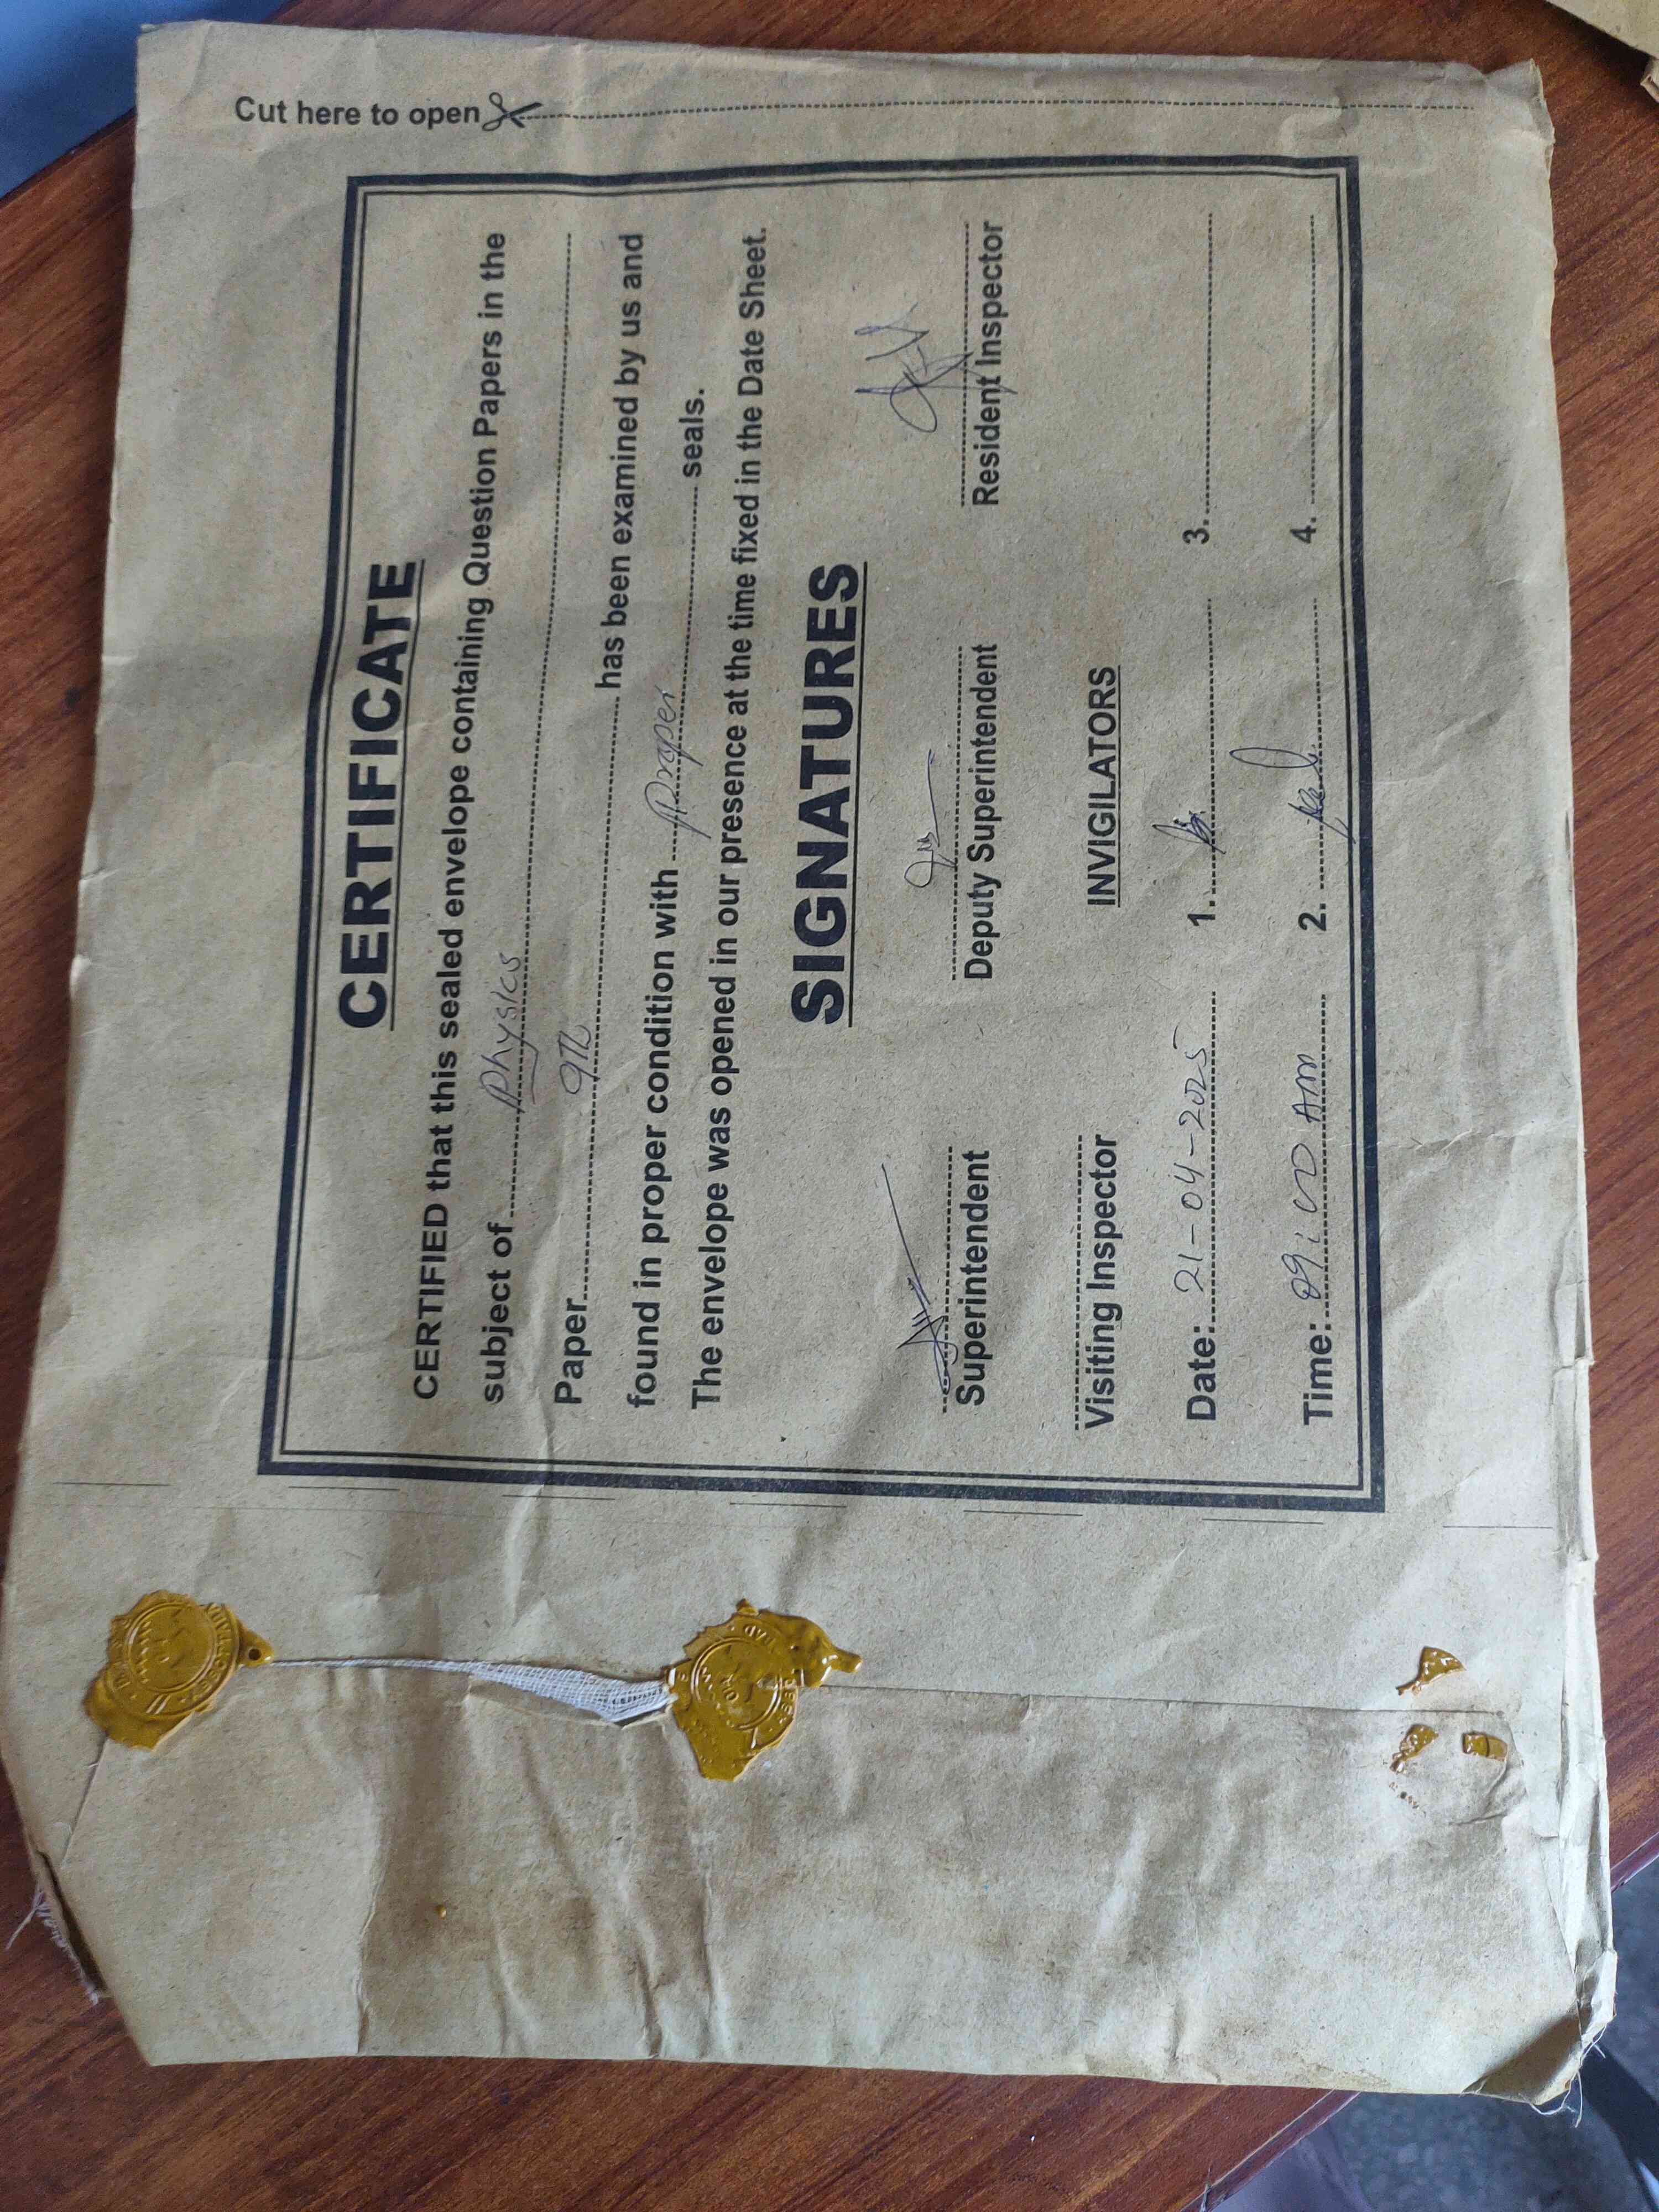 Cut here to open
CERTIFICATE
CERTIFIED that this sealed envelope containing Question Papers in the
subject of Physics
Paper 9th has been examined by us and
found in proper condition with Proper seals.
The envelope was opened in our presence at the time fixed in the Date Sheet.
SIGNATURES
Superintendent Deputy Superintendent Resident Inspector
Visiting Inspector INVIGILATORS
Date: 21-04-2025 1. 3.
Time: 09:00 AM 2. 4.